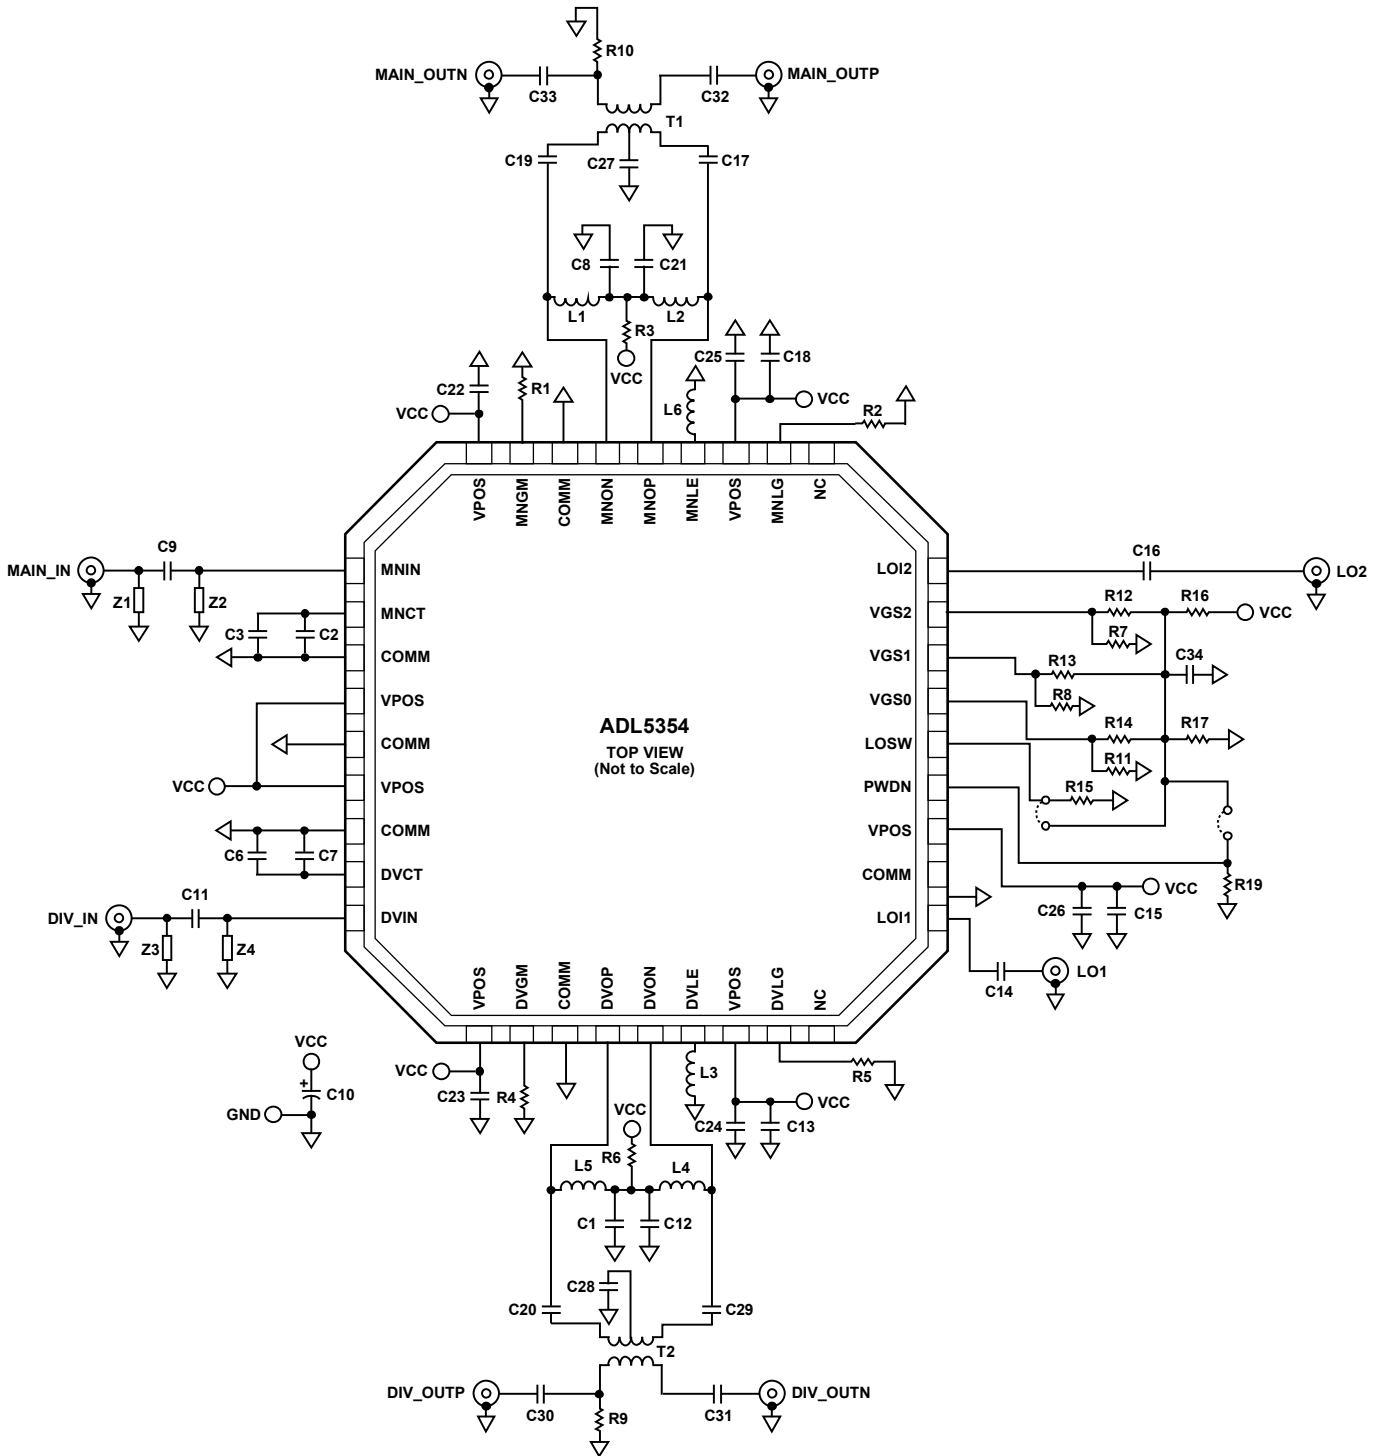 R10
MAIN_OUTN
MAIN_OUTP
C33
C32
T1
C19
C27
C17
C8
C21
L1
L2
R3
VCC
C25
C18
C22
R1
L6
VCC
R2
VCC
VPOS
MNGM
COMM
MNON
MNOP
MNLE
VPOS
MNLG
NC
C9
MAIN_IN
Z1
Z2
MNIN
LOI2
C16
LO2
MNCT
VGS2
R12
R16
VCC
C3
C2
R7
COMM
VGS1
R13
C34
R8
VPOS
VGS0
ADL5354
TOP VIEW
(Not to Scale)
R14
R17
COMM
LOSW
R11
VCC
VPOS
PWDN
R15
COMM
VPOS
C6
C7
DVCT
COMM
VCC
R19
C11
C26
C15
DIV_IN
DVIN
LOI1
Z3
Z4
LO1
C14
VPOS
DVGM
COMM
DVOP
DVON
DVLE
VPOS
DVLG
NC
VCC
+
C10
GND
VCC
C23
R4
L3
R5
VCC
VCC
C24
C13
R6
L5
L4
C1
C12
C28
C20
C29
T2
DIV_OUTP
DIV_OUTN
C30
R9
C31